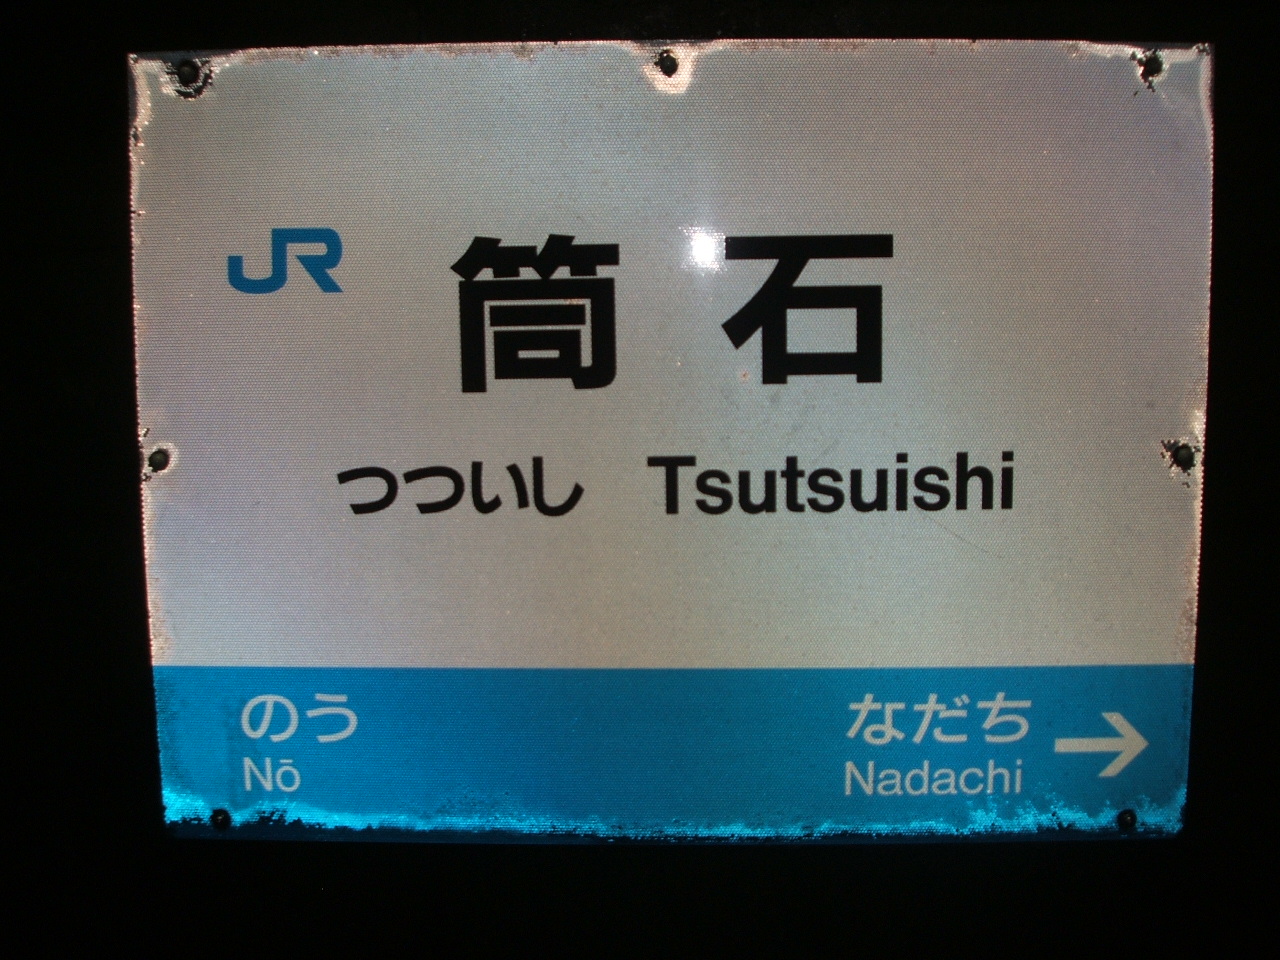 JR 筒石
つついし Tsutsuishi
のう なだち →
Nō Nadachi